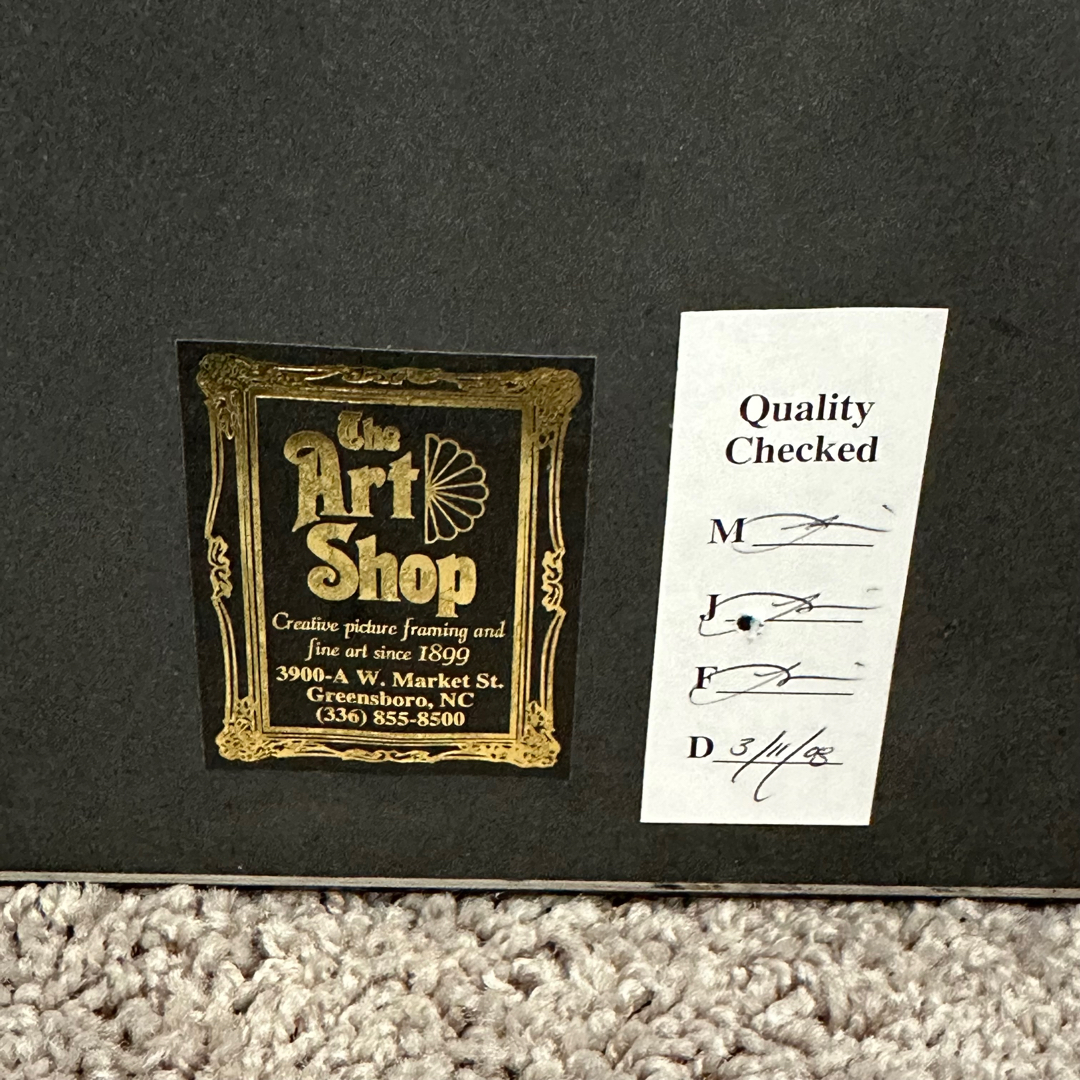 The
Art
Shop
Creative picture framing and
fine art since 1899
3900-A W. Market St.
Greensboro, NC
(336) 855-8500
Quality
Checked
M
J
F
D 3/11/98